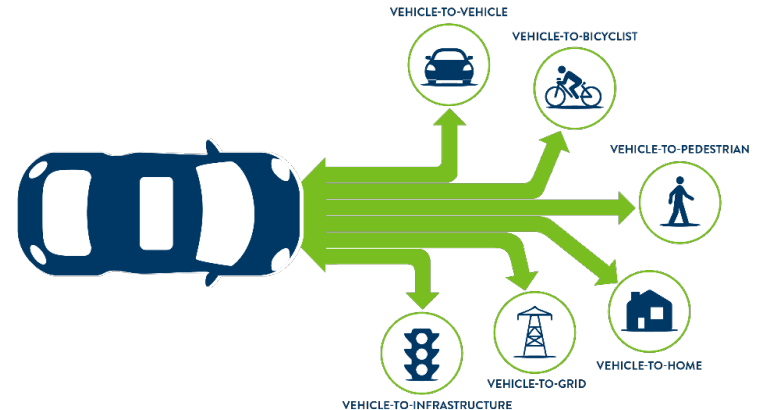 VEHICLE-TO-VEHICLE
VEHICLE-TO-BICYCLIST
VEHICLE-TO-PEDESTRIAN
VEHICLE-TO-HOME
VEHICLE-TO-GRID
VEHICLE-TO-INFRASTRUCTURE